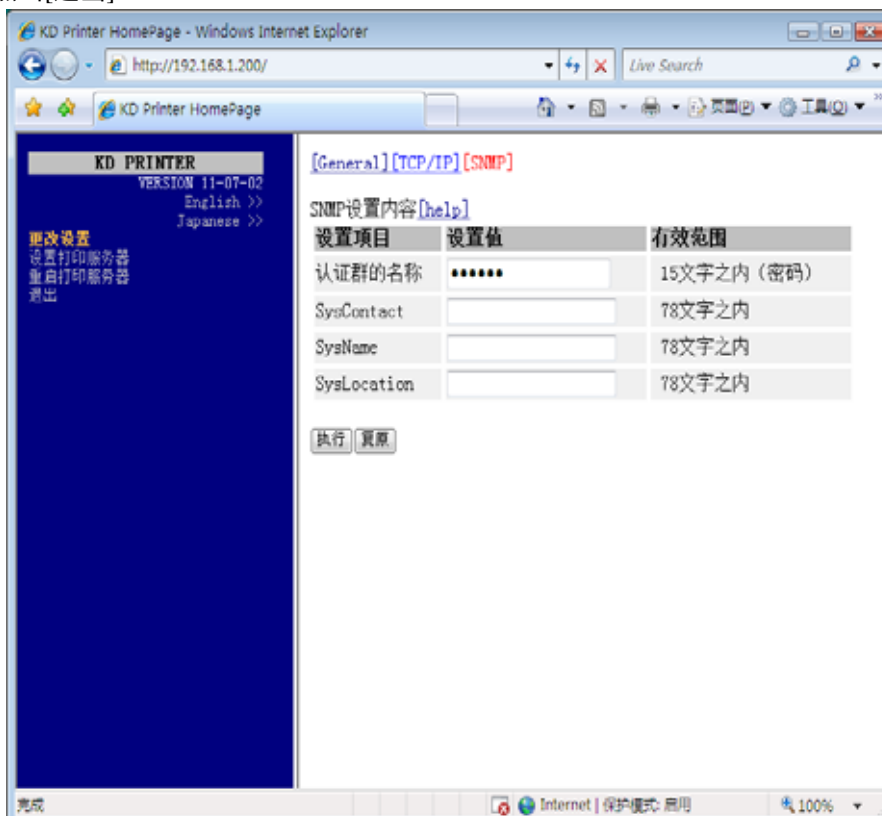 KD Printer HomePage - Windows Internet Explorer
http://192.168.1.200/
Live Search
KD Printer HomePage
页面(P)
工具(O)
KD PRINTER
VERSION 11-07-02
English >>
Japanese >>
更改设置
设置打印服务器
重启打印服务器
退出
[General][TCP/IP][SNMP]
SNMP设置内容[help]
设置项目 设置值 有效范围
认证群的名称 •••••• 15文字之内（密码）
SysContact 78文字之内
SysName 78文字之内
SysLocation 78文字之内
执行 复原
完成
Internet | 保护模式: 启用
100%